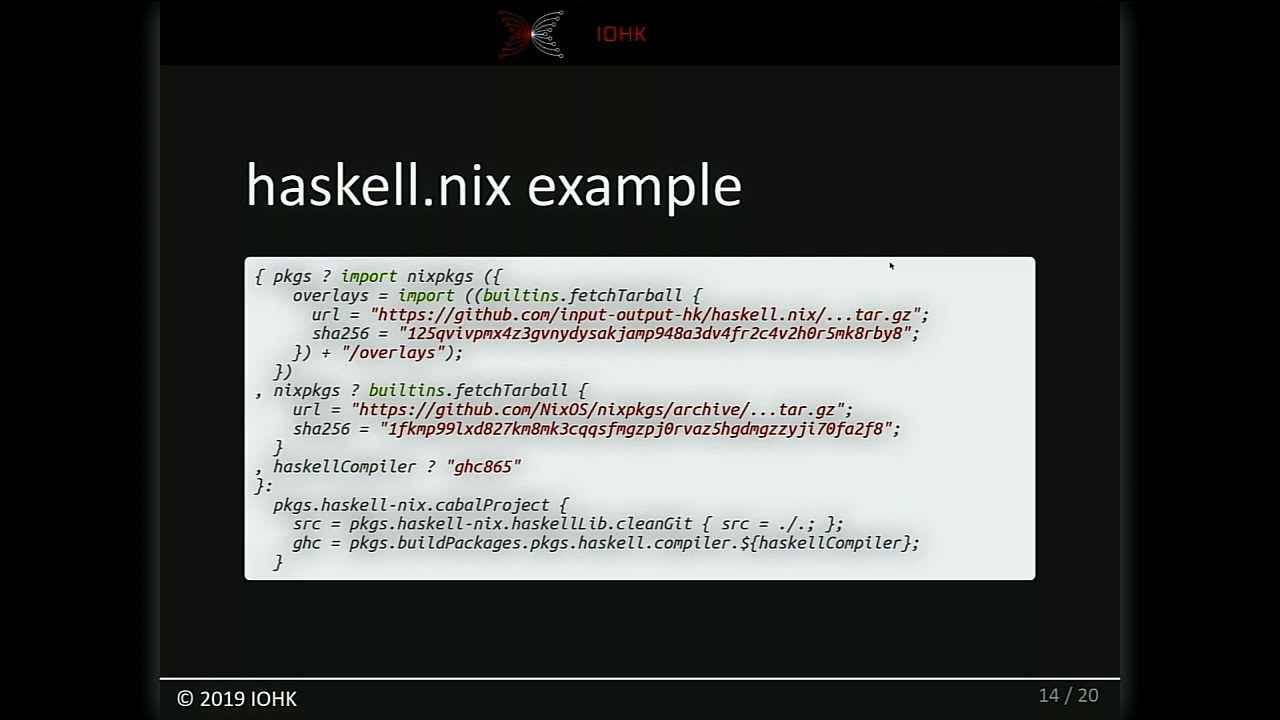 IOHK
haskell.nix example
{ pkgs ? import nixpkgs ({
overlays = import ((builtins.fetchTarball {
url = "https://github.com/input-output-hk/haskell.nix/...tar.gz";
sha256 = "125qvivpmx4z3gvnydysakjamp948a3dv4fr2c4v2h0r5mk8rby8";
}) + "/overlays");
})
, nixpkgs ? builtins.fetchTarball {
url = "https://github.com/NixOS/nixpkgs/archive/...tar.gz";
sha256 = "1fkmp99lxd827km8mk3cqqsfmgzpj0rvaz5hgdmgzzyji70fa2f8";
}
, haskellCompiler ? "ghc865"
}:
pkgs.haskell-nix.cabalProject {
src = pkgs.haskell-nix.haskellLib.cleanGit { src = ./.; };
ghc = pkgs.buildPackages.pkgs.haskell.compiler.${haskellCompiler};
}
© 2019 IOHK
14 / 20